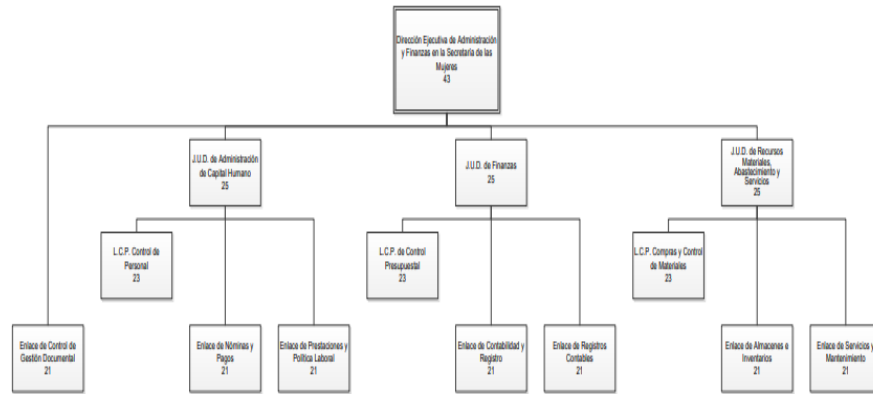 Dirección Ejecutiva de Administración
y Finanzas en la Secretaría de las
Mujeres
43
J.U.D. de Administración
de Capital Humano
25
J.U.D. de Finanzas
25
J.U.D. de Recursos
Materiales,
Abastecimiento y
Servicios
25
L.C.P. Control de
Personal
23
L.C.P. de Control
Presupuestal
23
L.C.P. Compras y Control
de Materiales
23
Enlace de Control de
Gestión Documental
21
Enlace de Nóminas y
Pagos
21
Enlace de Prestaciones y
Política Laboral
21
Enlace de Contabilidad y
Registro
21
Enlace de Registros
Contables
21
Enlace de Almacenes e
Inventarios
21
Enlace de Servicios y
Mantenimiento
21